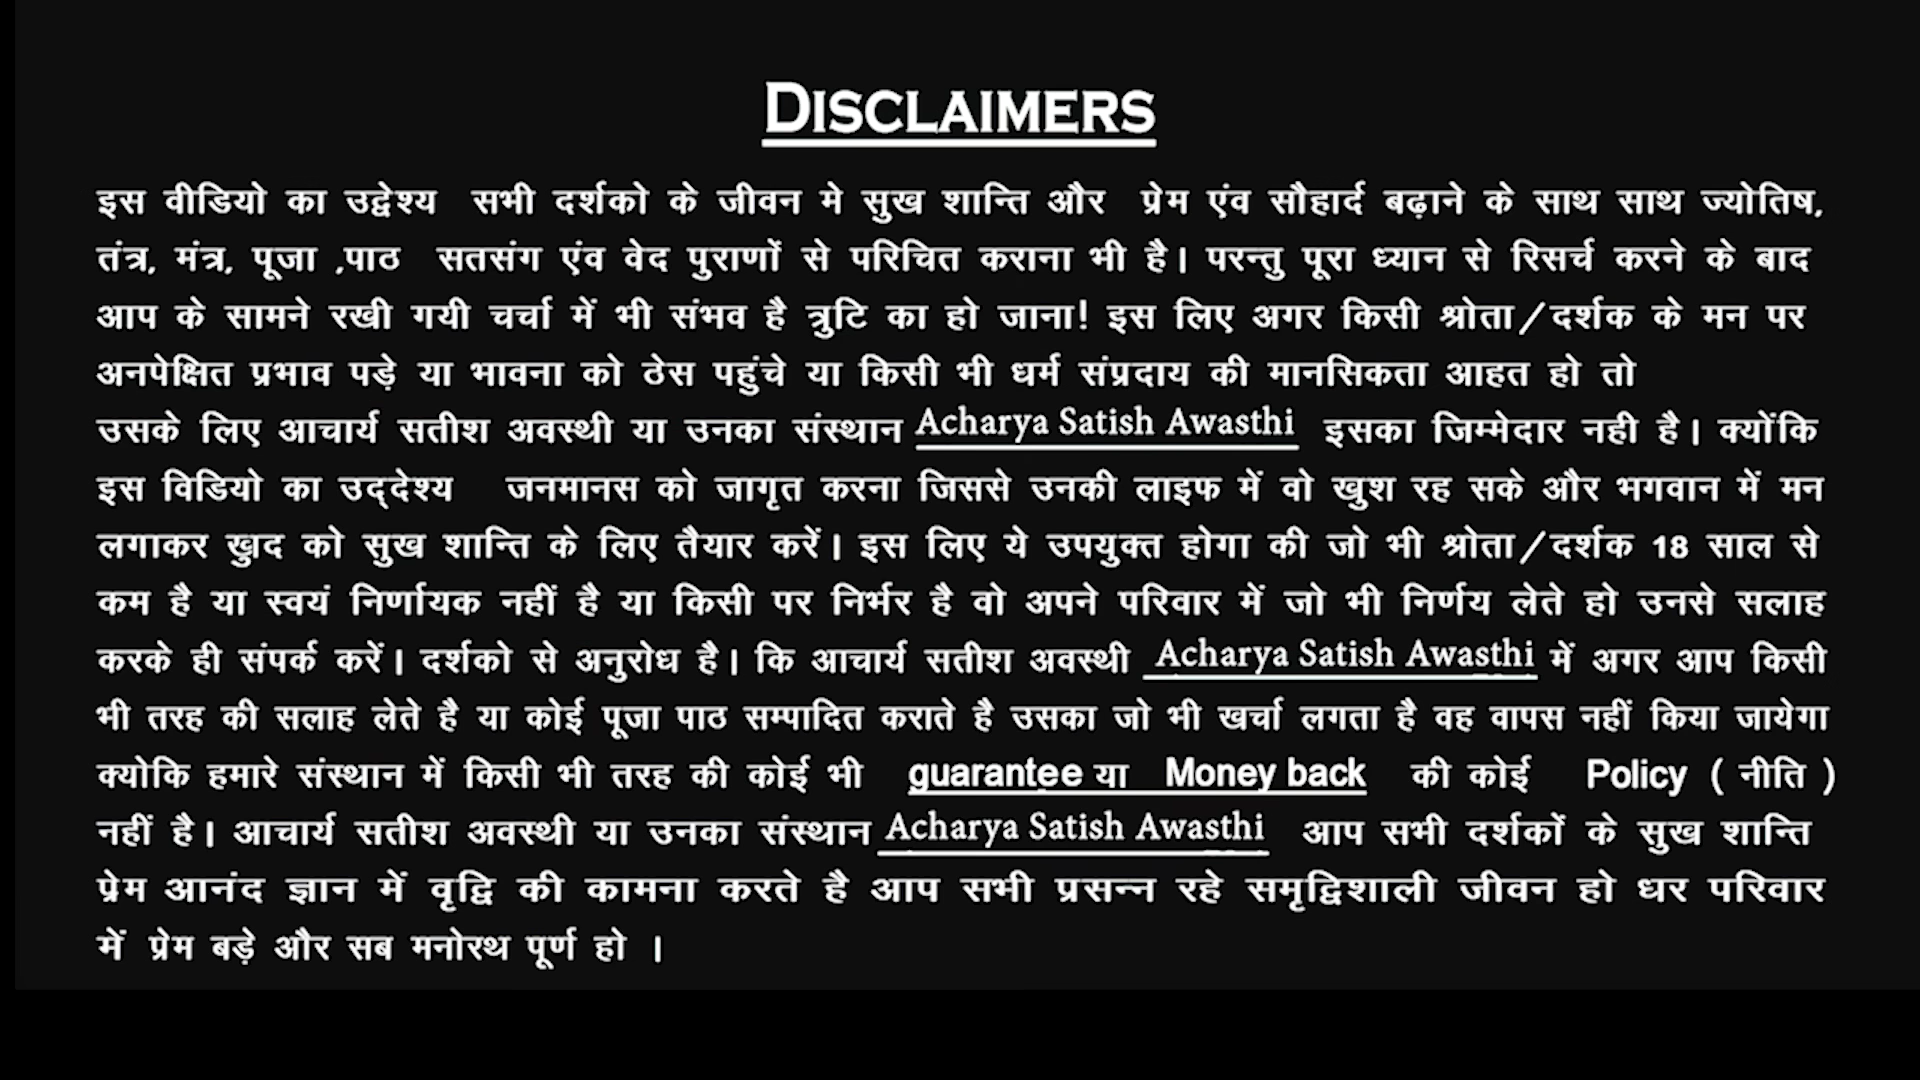 DISCLAIMERS
इस वीडियो का उद्वेश्य सभी दर्शको के जीवन मे सुख शान्ति और प्रेम एंव सौहार्द बढ़ाने के साथ साथ ज्योतिष,
तंत्र, मंत्र, पूजा ,पाठ सतसंग एंव वेद पुराणों से परिचित कराना भी है। परन्तु पूरा ध्यान से रिसर्च करने के बाद
आप के सामने रखी गयी चर्चा में भी संभव है त्रुटि का हो जाना! इस लिए अगर किसी श्रोता/दर्शक के मन पर
अनपेक्षित प्रभाव पड़े या भावना को ठेस पहुंचे या किसी भी धर्म संप्रदाय की मानसिकता आहत हो तो
उसके लिए आचार्य सतीश अवस्थी या उनका संस्थान Acharya Satish Awasthi इसका जिम्मेदार नही है। क्योंकि
इस विडियो का उद्देश्य जनमानस को जागृत करना जिससे उनकी लाइफ में वो खुश रह सके और भगवान में मन
लगाकर खुद को सुख शान्ति के लिए तैयार करें। इस लिए ये उपयुक्त होगा की जो भी श्रोता/दर्शक 18 साल से
कम है या स्वयं निर्णायक नहीं है या किसी पर निर्भर है वो अपने परिवार में जो भी निर्णय लेते हो उनसे सलाह
करके ही संपर्क करें। दर्शको से अनुरोध है। कि आचार्य सतीश अवस्थी Acharya Satish Awasthi में अगर आप किसी
भी तरह की सलाह लेते है या कोई पूजा पाठ सम्पादित कराते है उसका जो भी खर्चा लगता है वह वापस नहीं किया जायेगा
क्योकि हमारे संस्थान में किसी भी तरह की कोई भी guarantee या Money back की कोई Policy ( नीति )
नहीं है। आचार्य सतीश अवस्थी या उनका संस्थान Acharya Satish Awasthi आप सभी दर्शकों के सुख शान्ति
प्रेम आनंद ज्ञान में वृद्वि की कामना करते है आप सभी प्रसन्न रहे समृद्विशाली जीवन हो धर परिवार
में प्रेम बड़े और सब मनोरथ पूर्ण हो ।